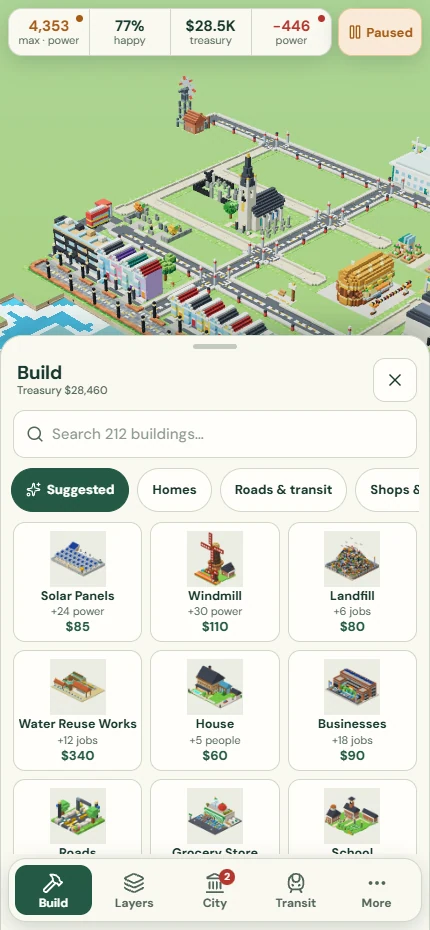 4,353
max · power
77%
happy
$28.5K
treasury
-446
power
Paused
Build
Treasury $28,460
Search 212 buildings...
Suggested
Homes
Roads & transit
Shops &
Solar Panels
+24 power
$85
Windmill
+30 power
$110
Landfill
+6 jobs
$80
Water Reuse Works
+12 jobs
$340
House
+5 people
$60
Businesses
+18 jobs
$90
Roads
Grocery Store
School
Build
Layers
2
City
Transit
More